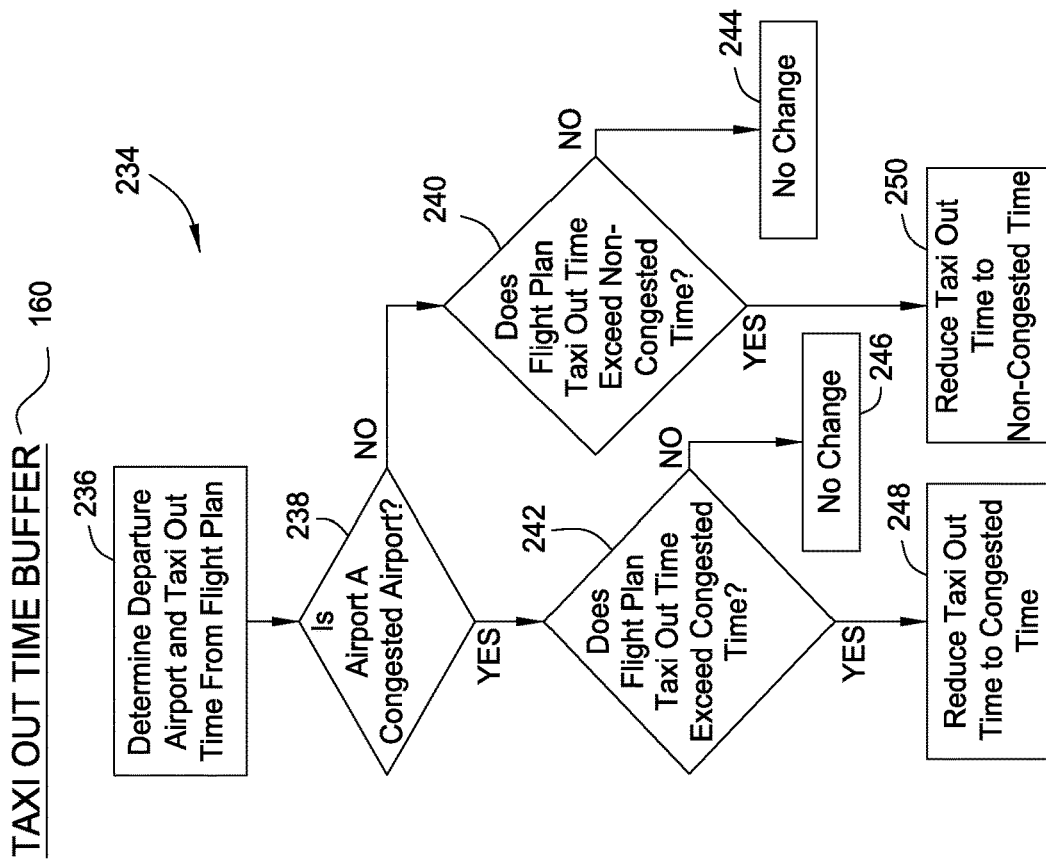 TAXI OUT TIME BUFFER 160
234
236
Determine Departure
Airport and Taxi Out
Time From Flight Plan
238
Is
Airport A
Congested Airport?
NO
YES
240
Does
Flight Plan
Taxi Out Time
Exceed Non-
Congested
Time?
NO
YES
244
No Change
242
Does
Flight Plan
Taxi Out Time
Exceed Congested
Time?
NO
YES
246
No Change
248
Reduce Taxi Out
Time to Congested
Time
250
Reduce Taxi Out
Time to
Non-Congested Time